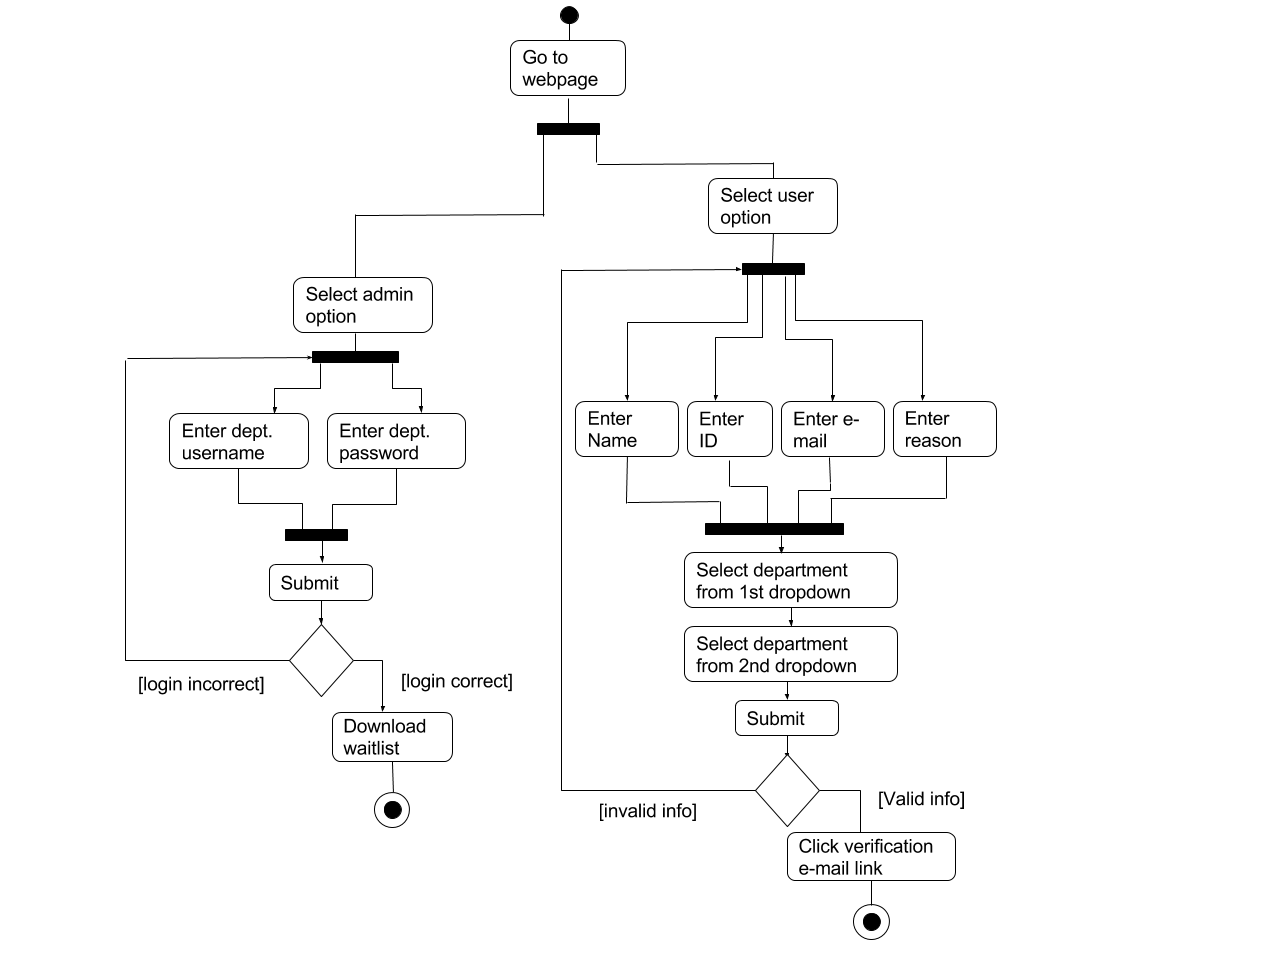 Go to
webpage
Select user
option
Select admin
option
Enter dept.
username
Enter dept.
password
Enter
Name
Enter
ID
Enter e-
mail
Enter
reason
Submit
Select department
from 1st dropdown
Select department
from 2nd dropdown
[login incorrect]
[login correct]
Download
waitlist
Submit
[invalid info]
[Valid info]
Click verification
e-mail link